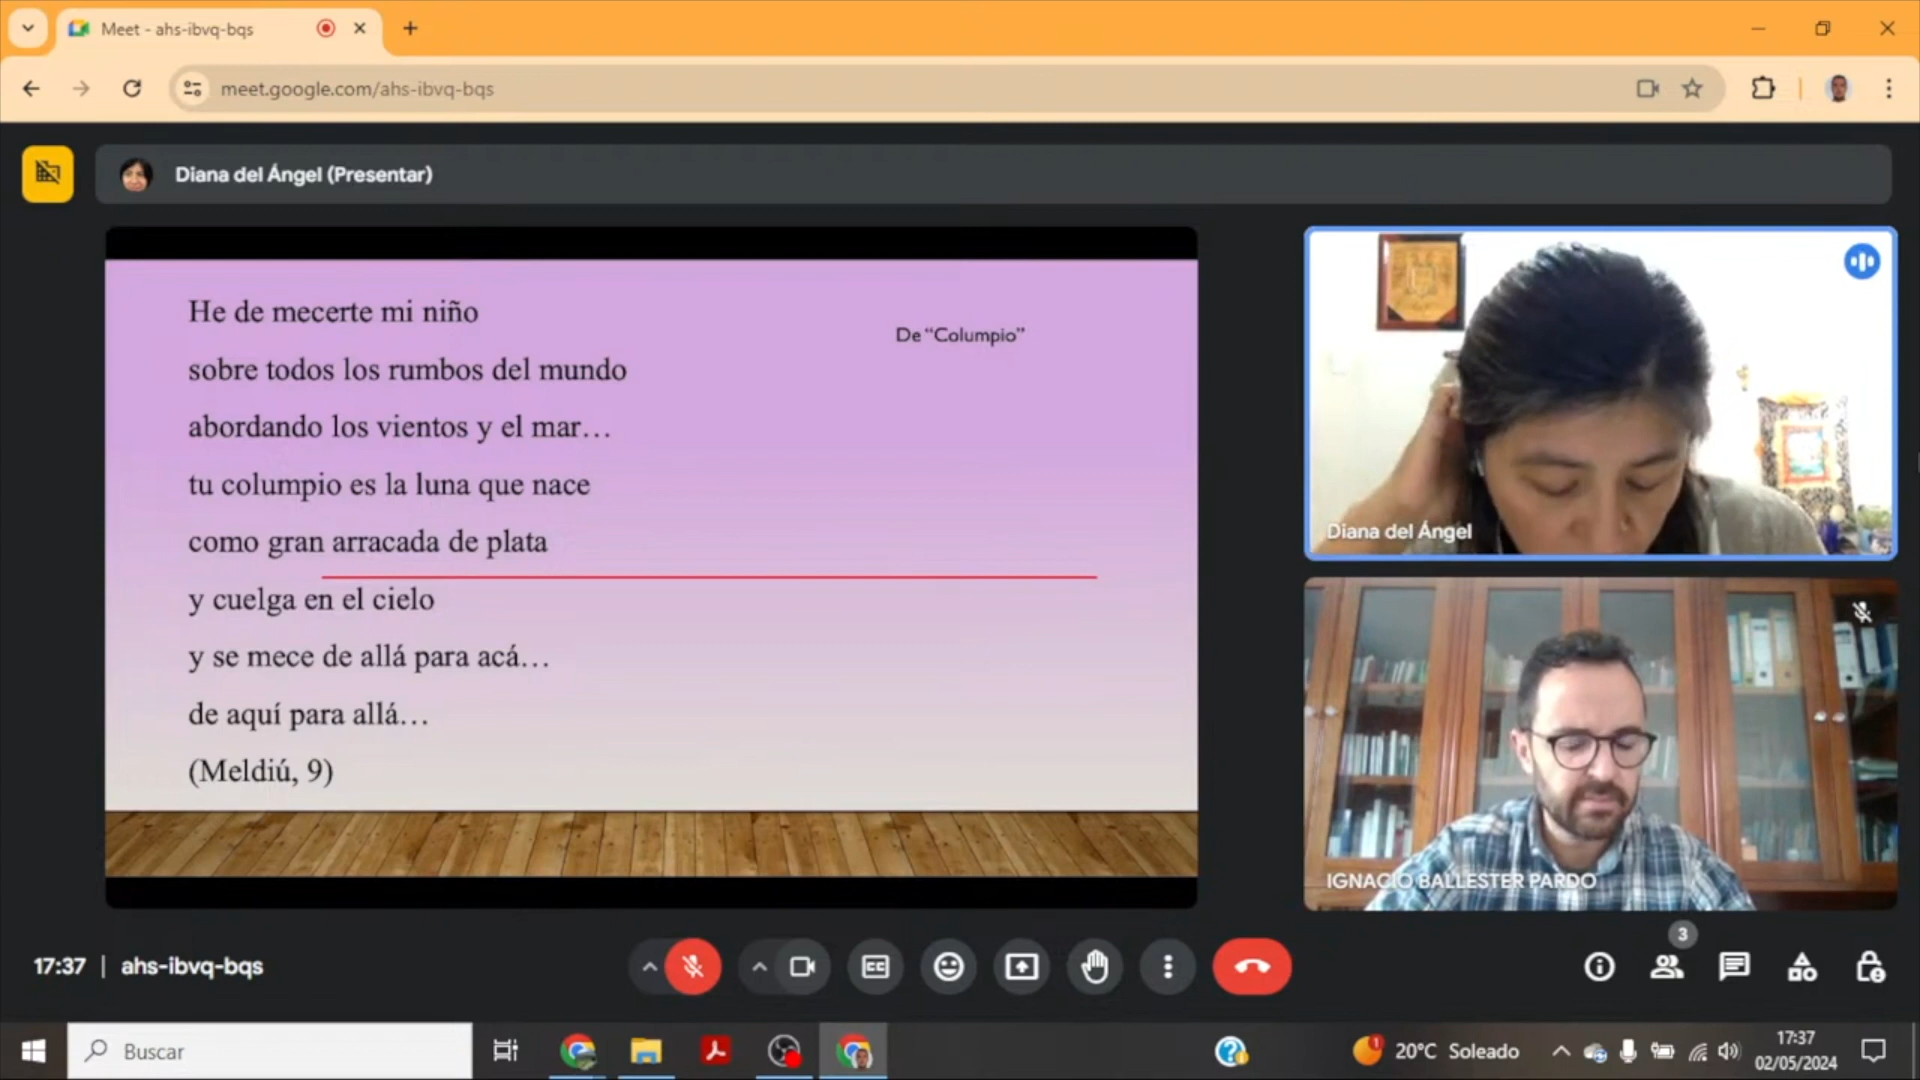 Meet - ahs-ibvq-bqs
meet.google.com/ahs-ibvq-bqs
Diana del Ángel (Presentar)
He de mecerte mi niño
De “Columpio”
sobre todos los rumbos del mundo
abordando los vientos y el mar…
tu columpio es la luna que nace
como gran arracada de plata
y cuelga en el cielo
y se mece de allá para acá…
de aquí para allá…
(Meldiú, 9)
Diana del Ángel
IGNACIO BALLESTER PARDO
17:37 | ahs-ibvq-bqs
3
Buscar
1
20°C Soleado
17:37
02/05/2024